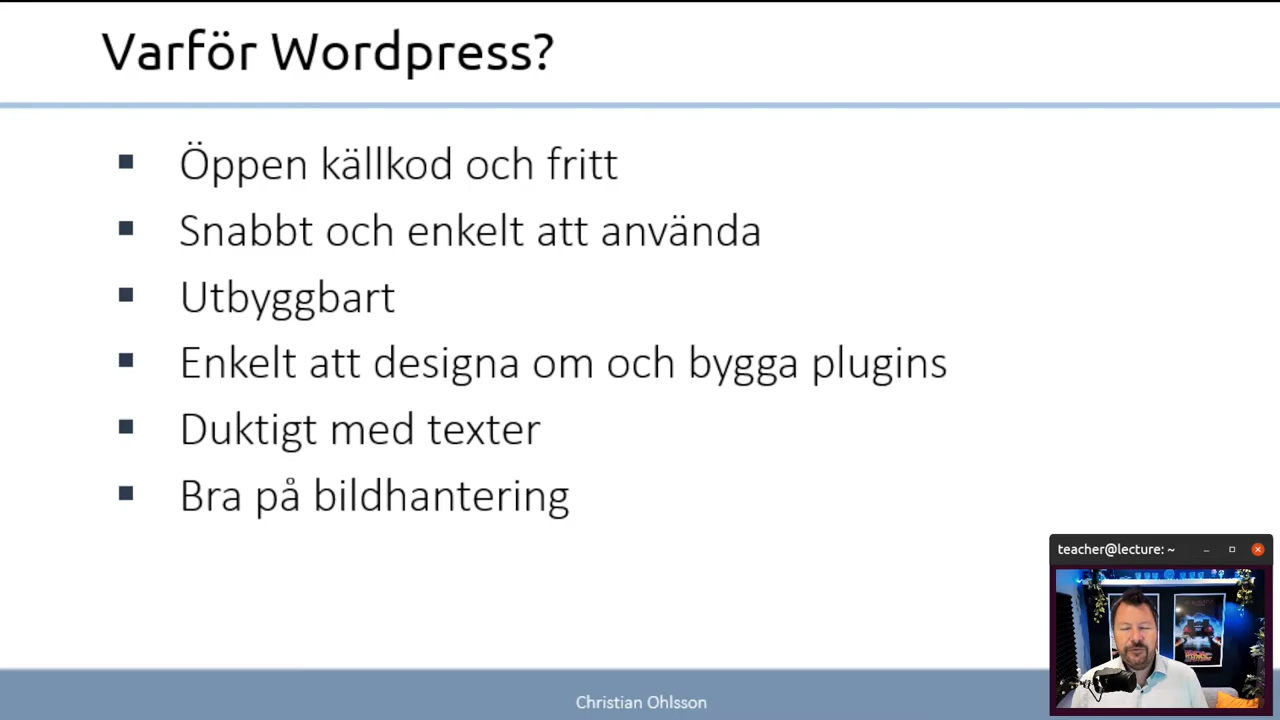 Varför Wordpress?
Öppen källkod och fritt
Snabbt och enkelt att använda
Utbyggbart
Enkelt att designa om och bygga plugins
Duktigt med texter
Bra på bildhantering
teacher@lecture: ~
Christian Ohlsson